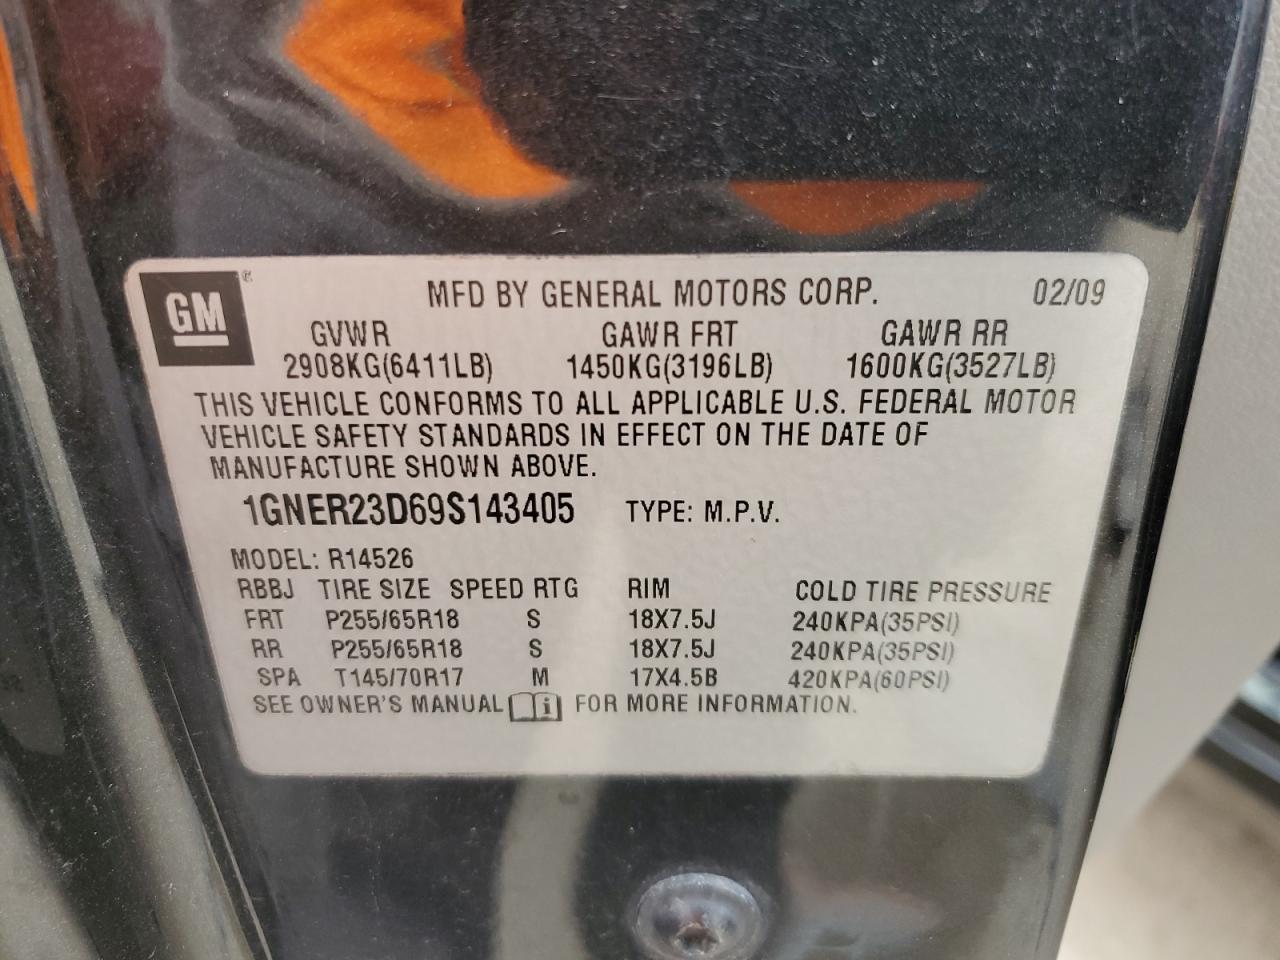 GM
MFD BY GENERAL MOTORS CORP. 02/09
GVWR GAWR FRT GAWR RR
2908KG(6411LB) 1450KG(3196LB) 1600KG(3527LB)
THIS VEHICLE CONFORMS TO ALL APPLICABLE U.S. FEDERAL MOTOR
VEHICLE SAFETY STANDARDS IN EFFECT ON THE DATE OF
MANUFACTURE SHOWN ABOVE.
1GNER23D69S143405 TYPE: M.P.V.
MODEL: R14526
RBBJ TIRE SIZE SPEED RTG RIM COLD TIRE PRESSURE
FRT P255/65R18 S 18X7.5J 240KPA(35PSI)
RR P255/65R18 S 18X7.5J 240KPA(35PSI)
SPA T145/70R17 M 17X4.5B 420KPA(60PSI)
SEE OWNER'S MANUAL i FOR MORE INFORMATION.